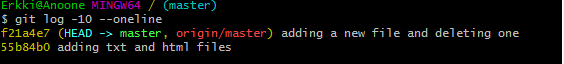 Erkki@Anoone MINGW64 / (master)
$ git log -10 --oneline
f21a4e7 (HEAD -> master, origin/master) adding a new file and deleting one
55b84b0 adding txt and html files